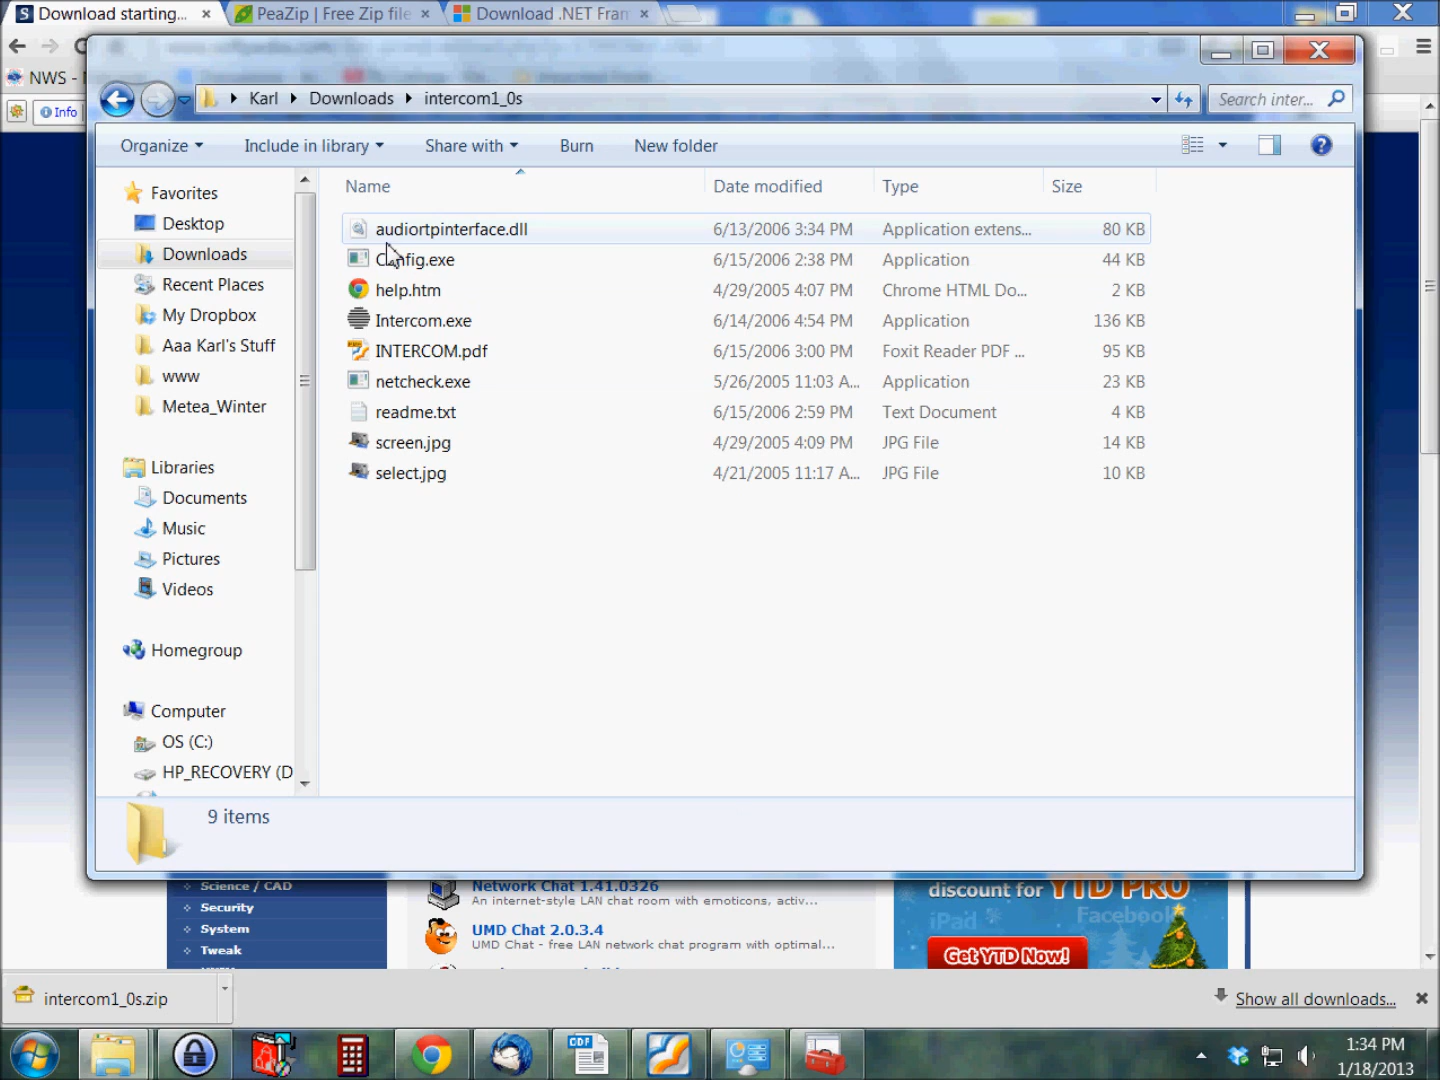 Download starting...
PeaZip | Free Zip file
Download .NET Fram
NWS -
Info
Karl
Downloads
intercom1_0s
Search inter...
Organize
Include in library
Share with
Burn
New folder
Name
Date modified
Type
Size
Favorites
Desktop
Downloads
Recent Places
My Dropbox
Aaa Karl's Stuff
www
Metea_Winter
Libraries
Documents
Music
Pictures
Videos
Homegroup
Computer
OS (C:)
HP_RECOVERY (D
audiortpinterface.dll 6/13/2006 3:34 PM Application extens... 80 KB
Config.exe 6/15/2006 2:38 PM Application 44 KB
help.htm 4/29/2005 4:07 PM Chrome HTML Do... 2 KB
Intercom.exe 6/14/2006 4:54 PM Application 136 KB
INTERCOM.pdf 6/15/2006 3:00 PM Foxit Reader PDF ... 95 KB
netcheck.exe 5/26/2005 11:03 A... Application 23 KB
readme.txt 6/15/2006 2:59 PM Text Document 4 KB
screen.jpg 4/29/2005 4:09 PM JPG File 14 KB
select.jpg 4/21/2005 11:17 A... JPG File 10 KB
9 items
Science / CAD
Security
System
Tweak
Network Chat 1.41.0326
An internet-style LAN chat room with emoticons, activ...
UMD Chat 2.0.3.4
UMD Chat - free LAN network chat program with optimal...
discount for YTD PRO
iPad
Facebook
Get YTD Now!
intercom1_0s.zip
Show all downloads...
CDF
1:34 PM
1/18/2013